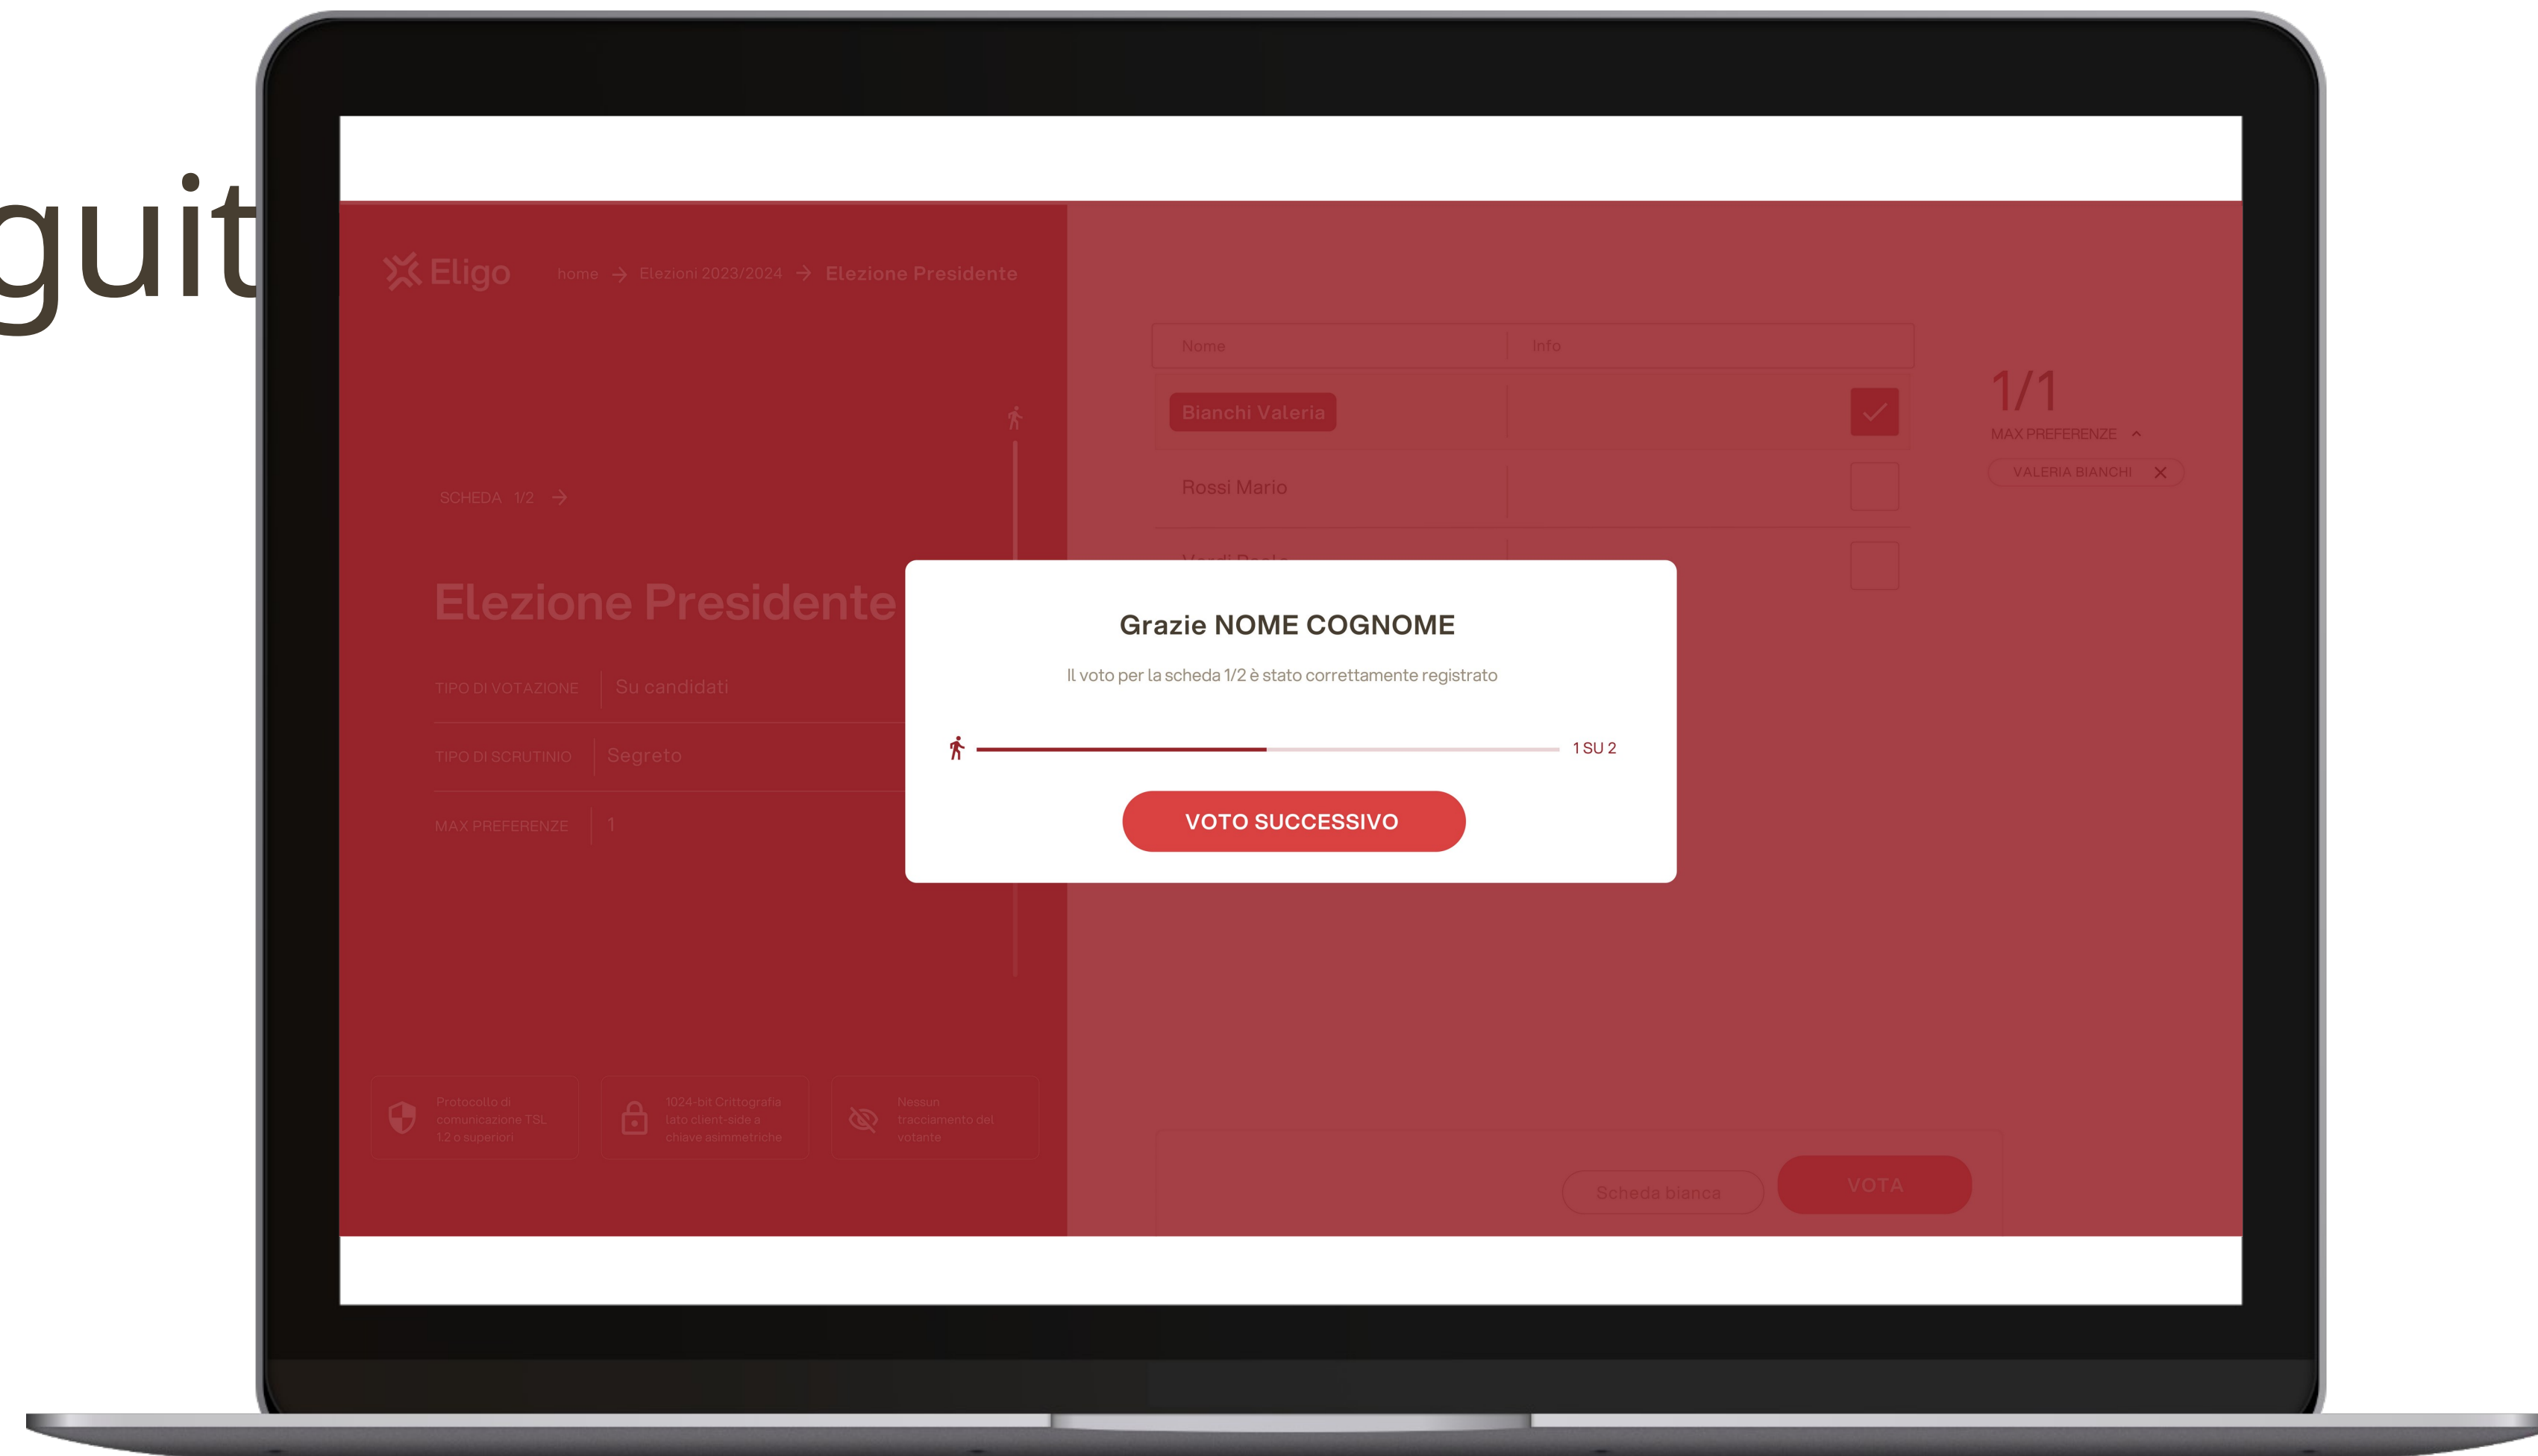 guit
Eligo
home → Elezioni 2023/2024 → Elezione Presidente
SCHEDA 1/2 →
Elezione Presidente
TIPO DI VOTAZIONE Su candidati
TIPO DI SCRUTINIO Segreto
MAX PREFERENZE 1
Protocollo di
comunicazione TSL
1.2 o superiori
1024-bit Crittografia
lato client-side a
chiave asimmetriche
Nessun
tracciamento del
votante
Nome Info
Bianchi Valeria
Rossi Mario
1/1
MAX PREFERENZE
VALERIA BIANCHI
Grazie NOME COGNOME
Il voto per la scheda 1/2 è stato correttamente registrato
1 SU 2
VOTO SUCCESSIVO
Scheda bianca
VOTA